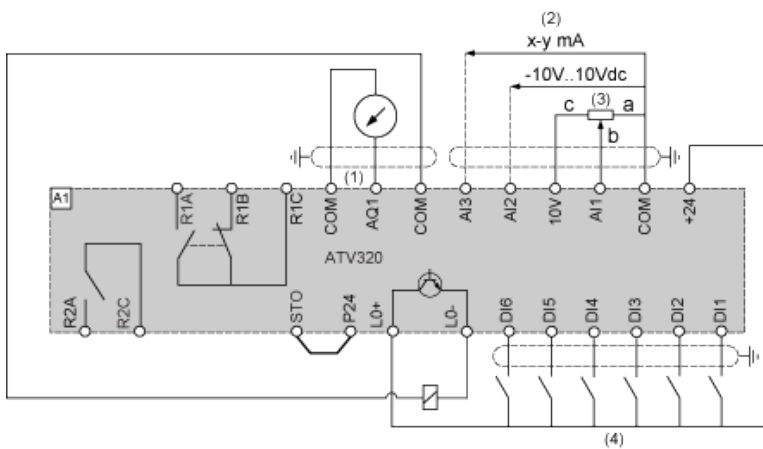 (2)
x-y mA
-10V..10Vdc
c (3) a
b
(1)
A1
R1A R1B R1C COM AQ1 COM AI3 AI2 10V AI1 COM +24
ATV320
R2A R2C STO P24 L0+ L0- DI6 DI5 DI4 DI3 DI2 DI1
(4)